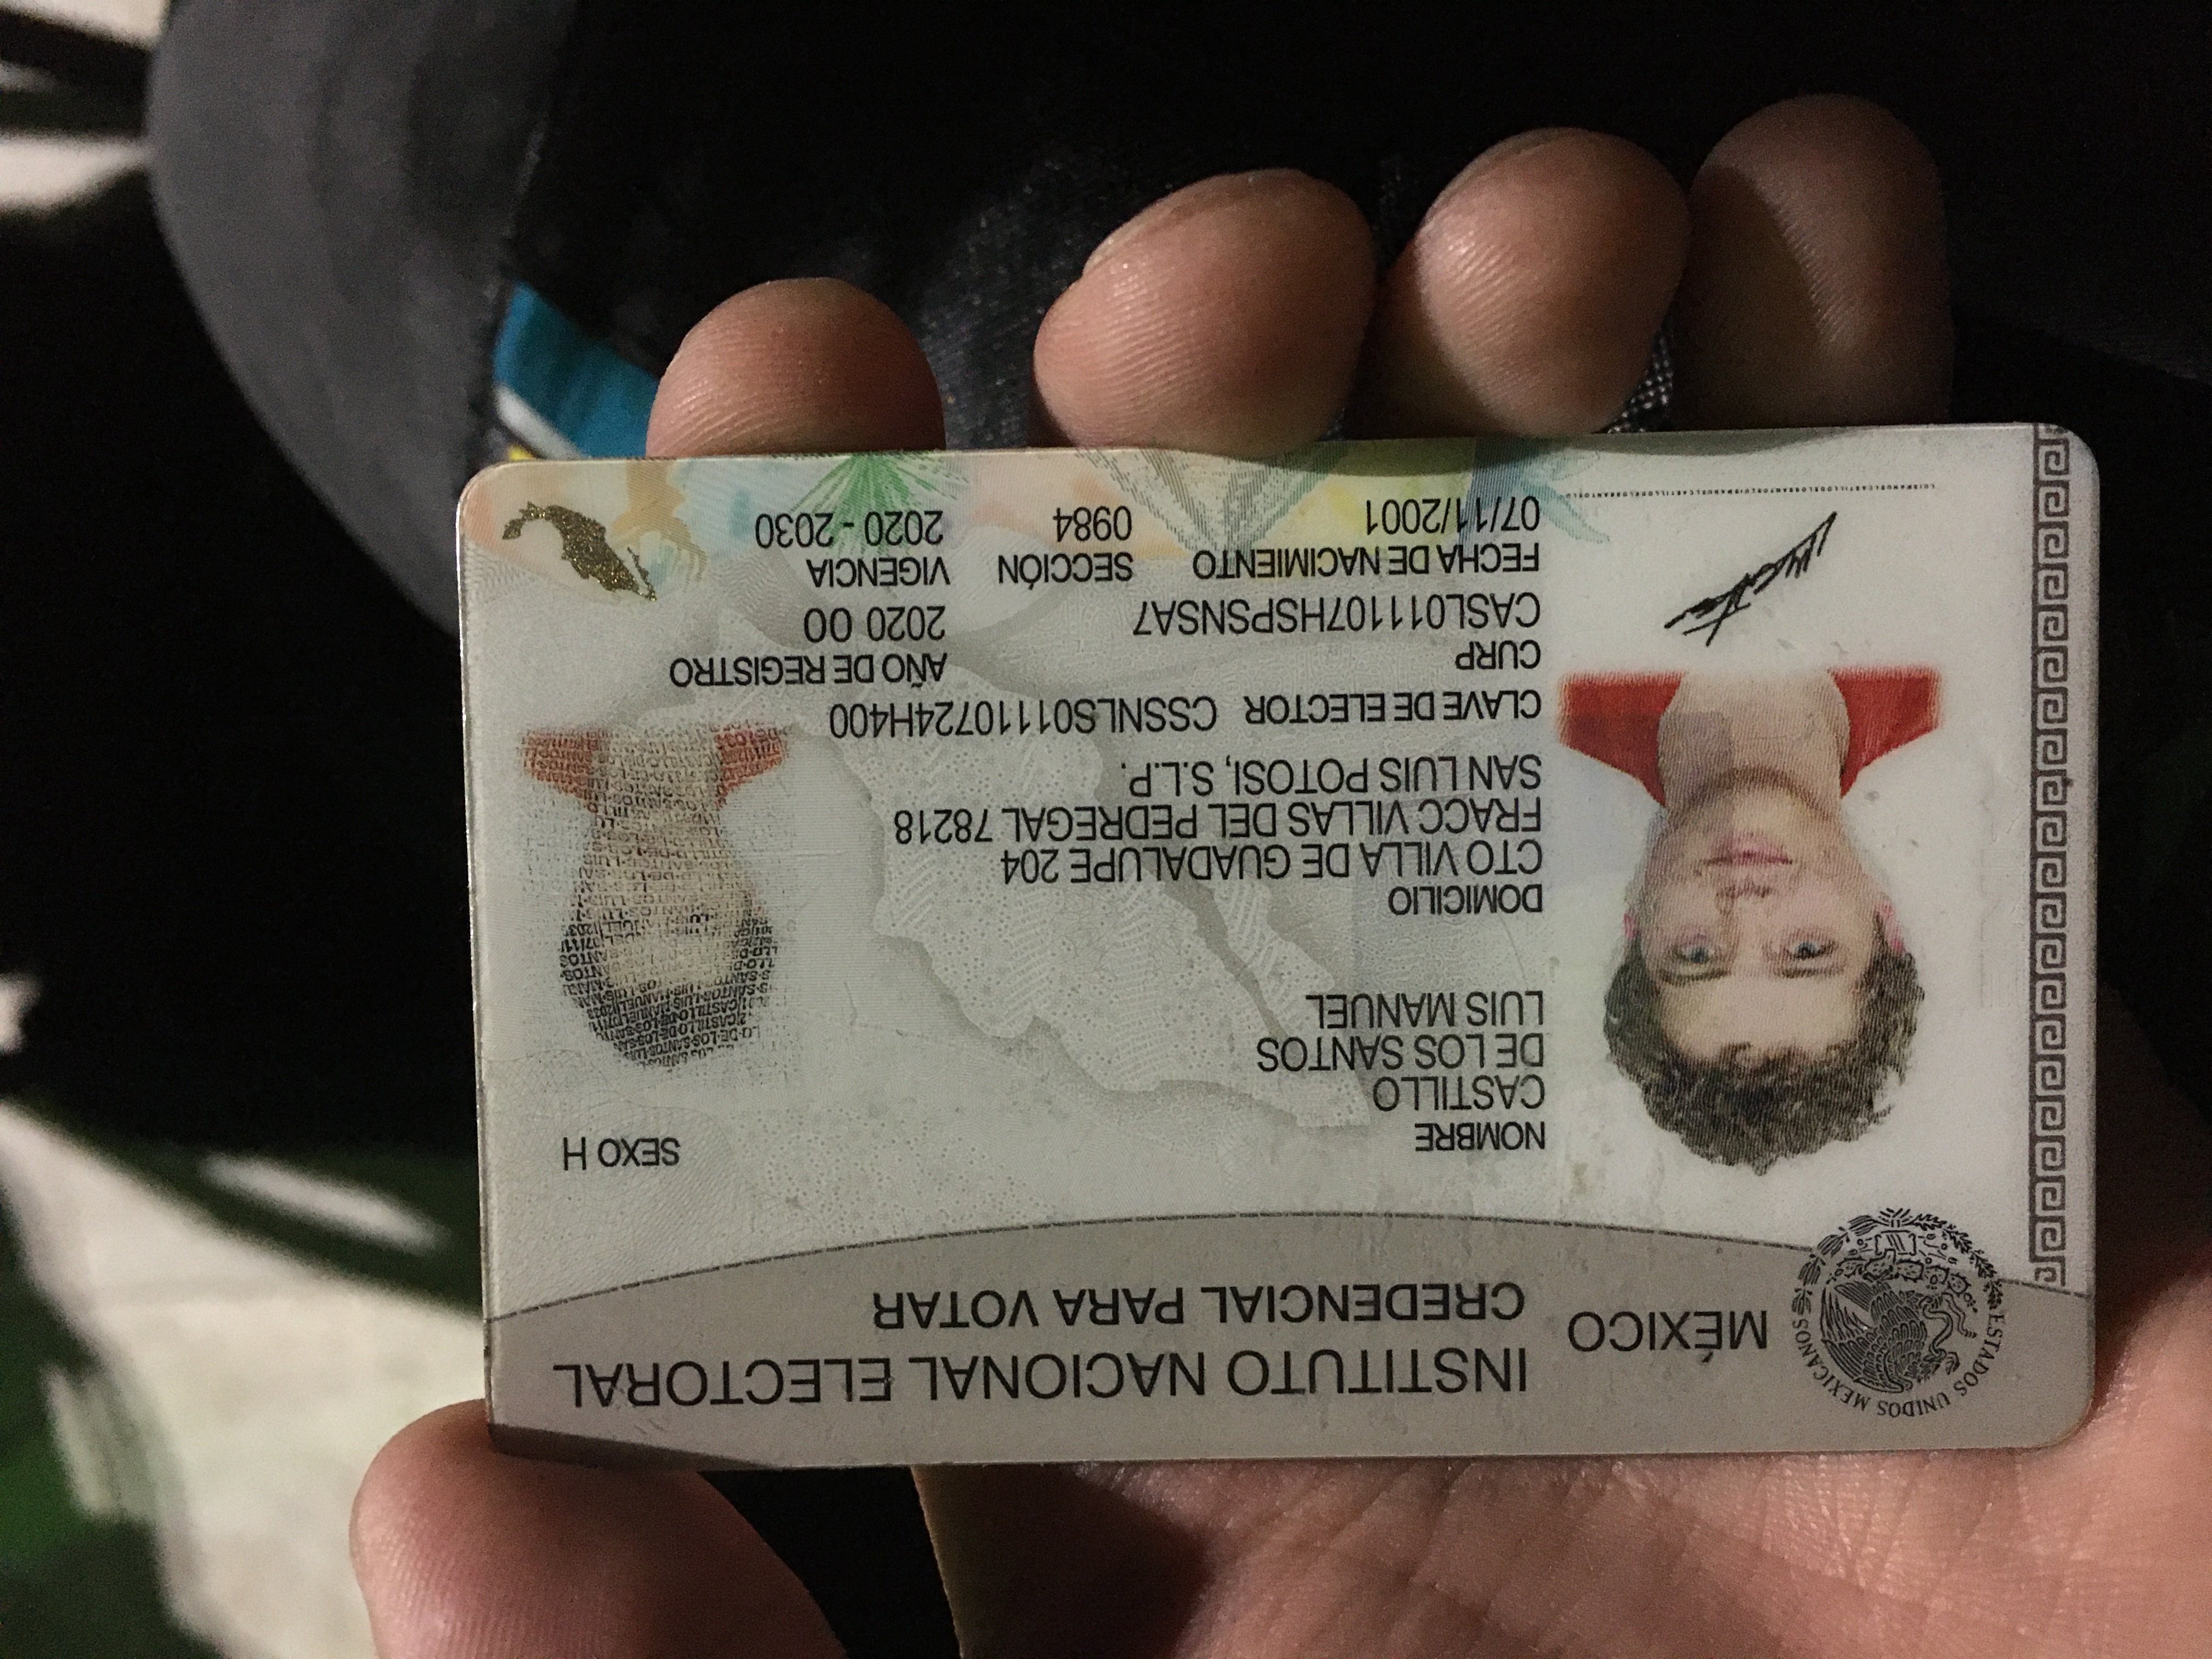 ESTADOS UNIDOS MEXICANOS
MÉXICO
INSTITUTO NACIONAL ELECTORAL
CREDENCIAL PARA VOTAR
NOMBRE
CASTILLO
DE LOS SANTOS
LUIS MANUEL
SEXO H
DOMICILIO
CTO VILLA DE GUADALUPE 204
FRACC VILLAS DEL PEDREGAL 78218
SAN LUIS POTOSI, S.L.P.
CLAVE DE ELECTOR CSSNLS01110724H400
CURP
CASL011107HSPSNSA7
AÑO DE REGISTRO
2020 00
FECHA DE NACIMIENTO
07/11/2001
SECCIÓN
0984
VIGENCIA
2020 - 2030